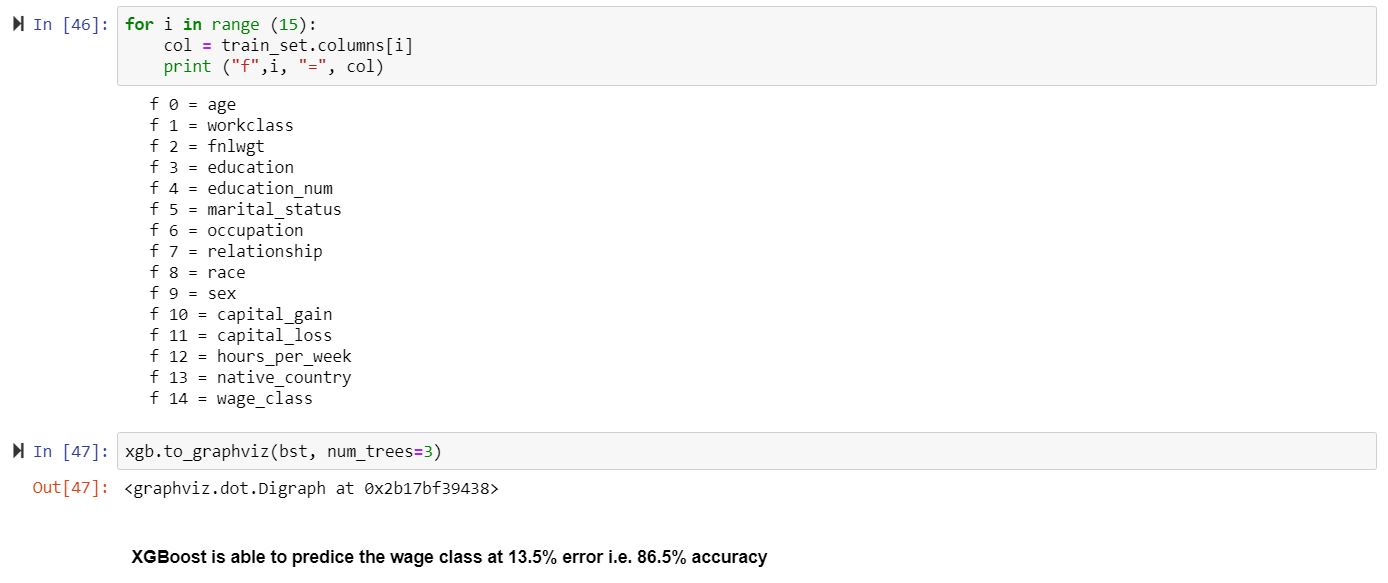 In [46]: for i in range (15):
    col = train_set.columns[i]
    print ("f",i, "=", col)
f 0 = age
f 1 = workclass
f 2 = fnlwgt
f 3 = education
f 4 = education_num
f 5 = marital_status
f 6 = occupation
f 7 = relationship
f 8 = race
f 9 = sex
f 10 = capital_gain
f 11 = capital_loss
f 12 = hours_per_week
f 13 = native_country
f 14 = wage_class
In [47]: xgb.to_graphviz(bst, num_trees=3)
Out[47]: <graphviz.dot.Digraph at 0x2b17bf39438>
XGBoost is able to predice the wage class at 13.5% error i.e. 86.5% accuracy